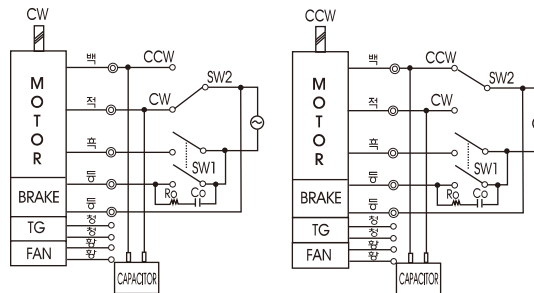 CW
MOTOR
BRAKE
TG
FAN
백
적
흑
등
등
청
청
황
황
CCW
CW
SW2
SW1
Ro
Co
CAPACITOR
CCW
MOTOR
BRAKE
TG
FAN
백
적
흑
등
등
청
청
황
황
CCW
CW
SW2
SW1
Ro
Co
CAPACITOR